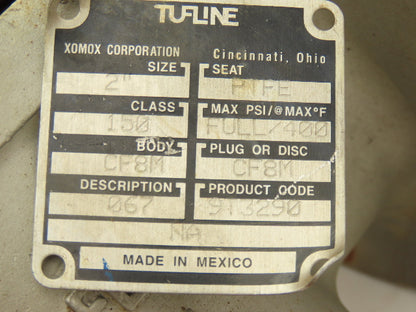 TUFLINE
XOMOX CORPORATION Cincinnati, Ohio
SIZE SEAT
2" PTFE
CLASS MAX PSI/@MAX°F
150 FULL/400
BODY PLUG OR DISC
CF8M CF8M
DESCRIPTION PRODUCT CODE
067 913290
NA
MADE IN MEXICO